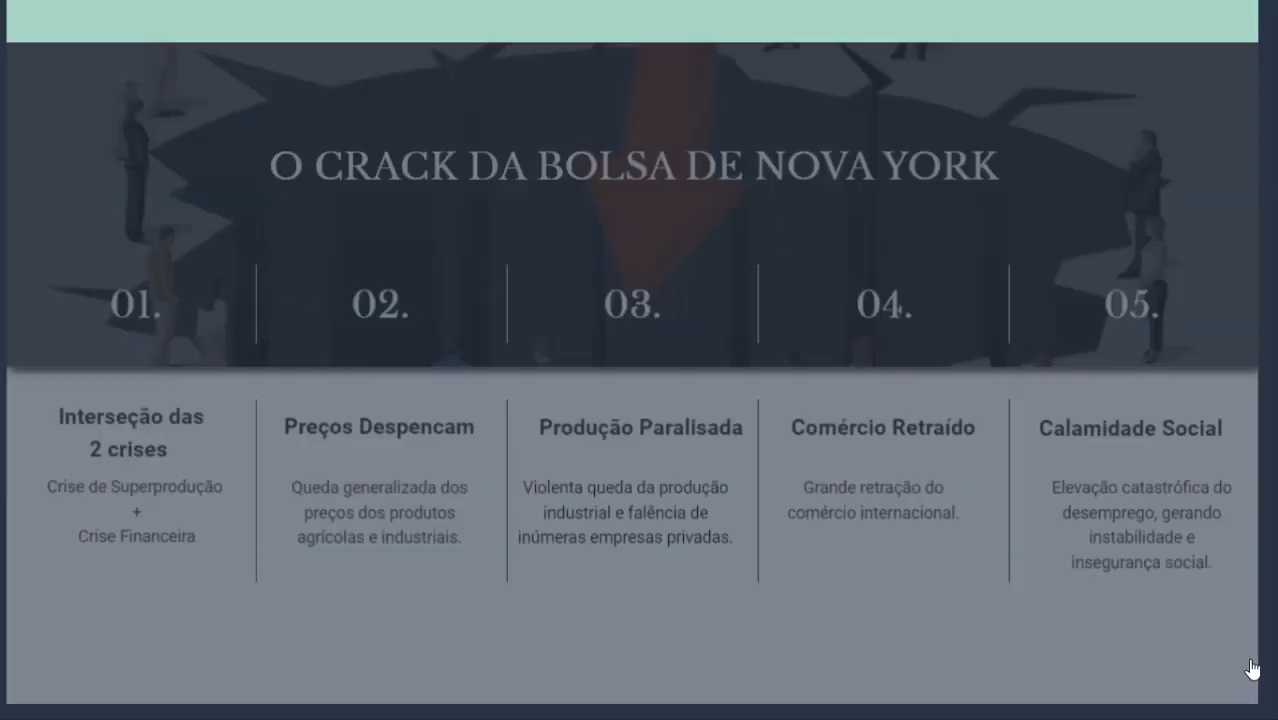 O CRACK DA BOLSA DE NOVA YORK
01.
02.
03.
04.
05.
Interseção das
2 crises
Crise de Superprodução
+
Crise Financeira
Preços Despencam
Queda generalizada dos
preços dos produtos
agrícolas e industriais.
Produção Paralisada
Violenta queda da produção
industrial e falência de
inúmeras empresas privadas.
Comércio Retraído
Grande retração do
comércio internacional.
Calamidade Social
Elevação catastrófica do
desemprego, gerando
instabilidade e
insegurança social.